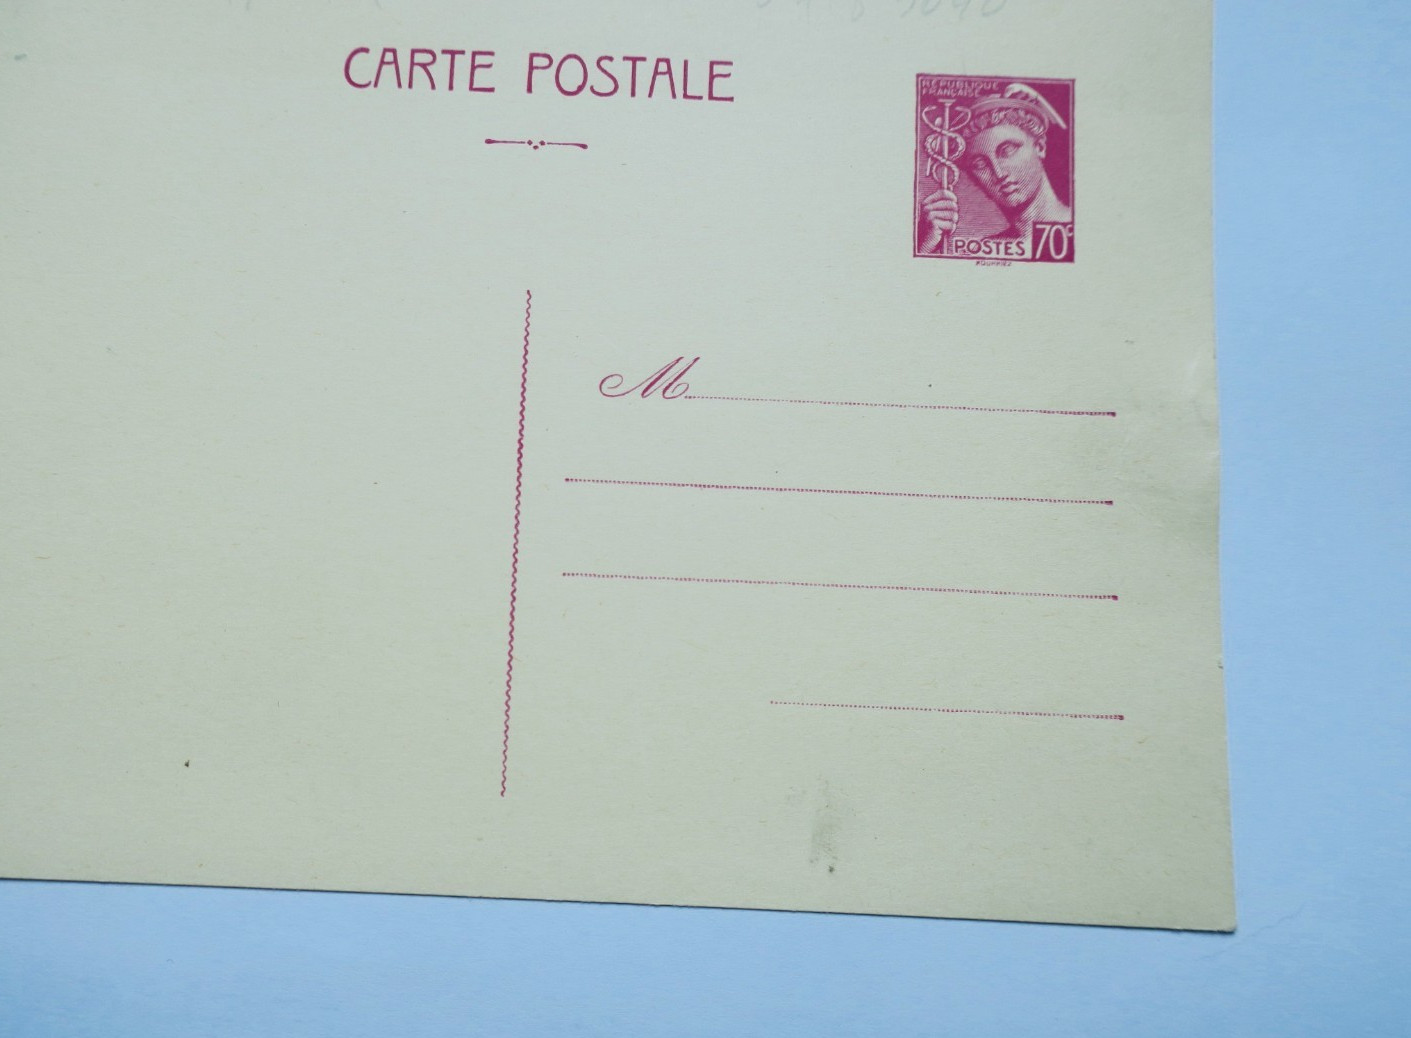 CARTE POSTALE
RÉPUBLIQUE
FRANÇAISE
POSTES 70c
M